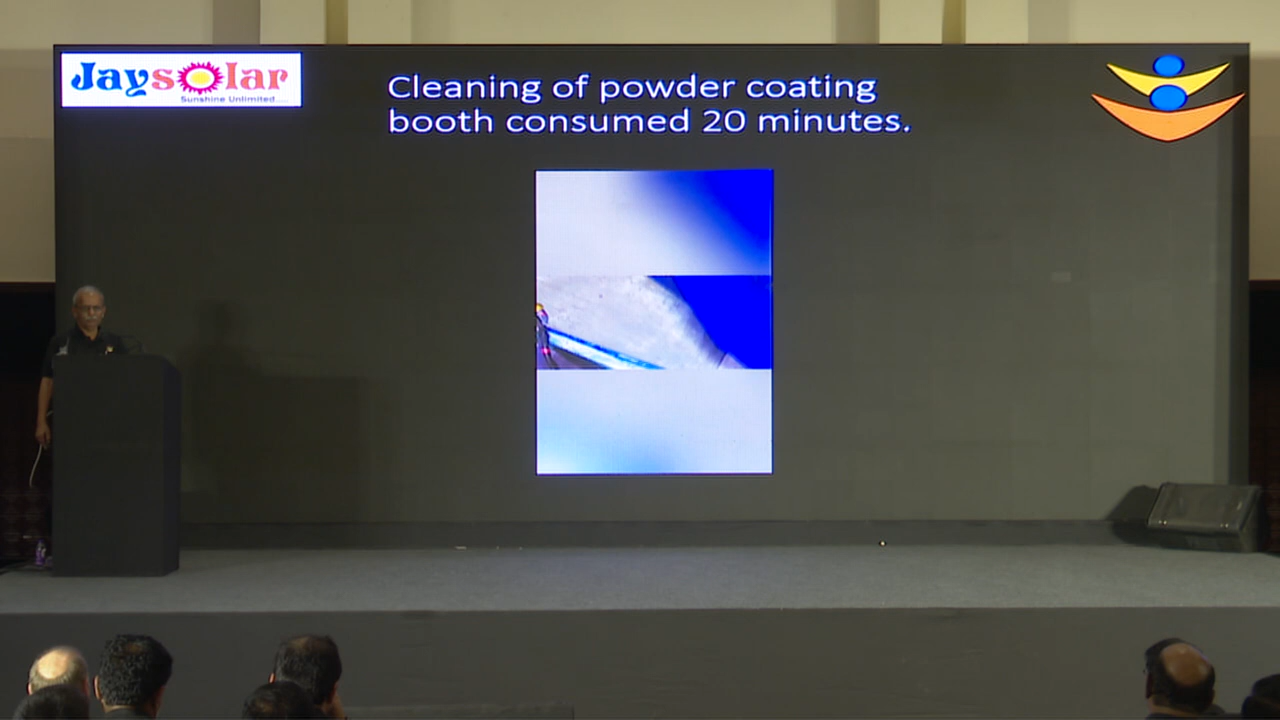 Jaysolar
Sunshine Unlimited....
Cleaning of powder coating
booth consumed 20 minutes.